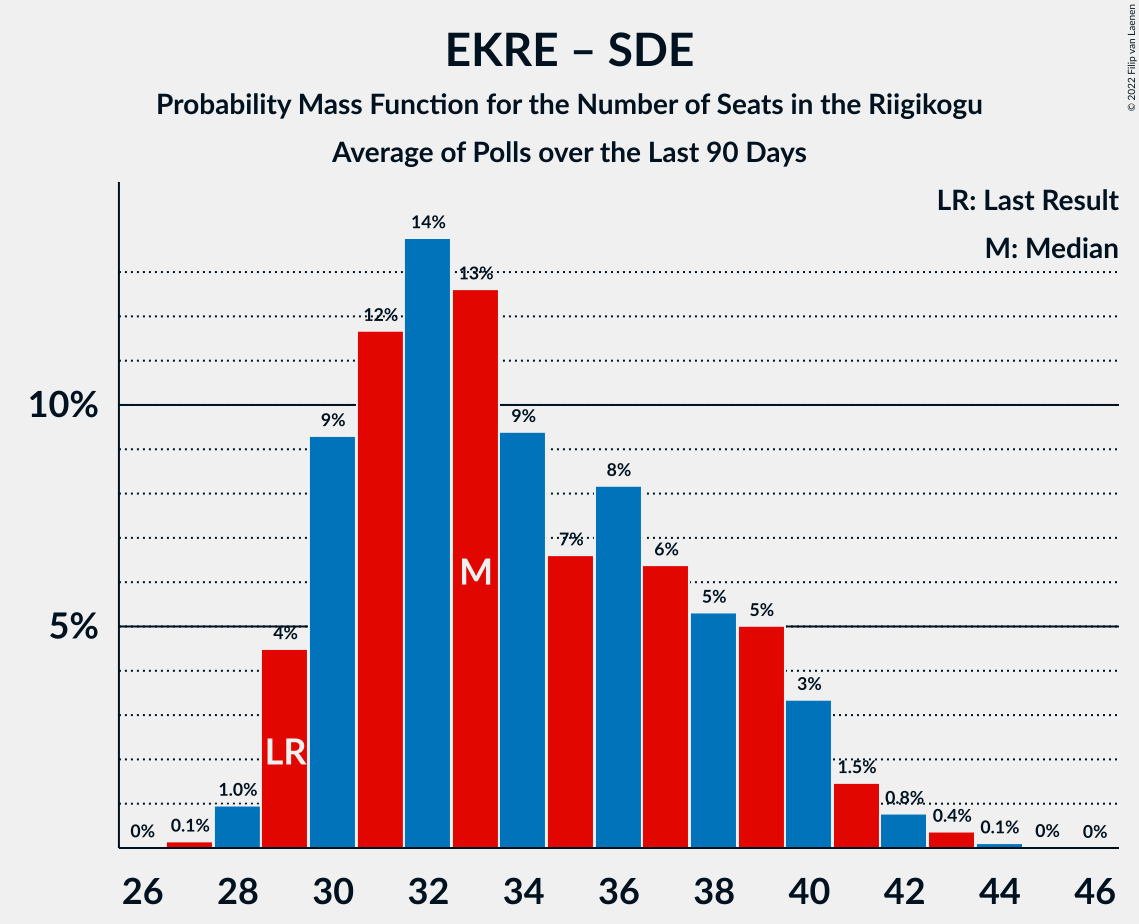 EKRE – SDE
Probability Mass Function for the Number of Seats in the Riigikogu
Average of Polls over the Last 90 Days
© 2022 Filip van Laenen
LR: Last Result
M: Median
14%
13%
12%
10%
9%
9%
8%
7%
6%
5%
5%
5%
4%
3%
1.5%
1.0%
0.8%
0.4%
0.1%
0.1%
0%
0%
0%
M
LR
26 28 30 32 34 36 38 40 42 44 46